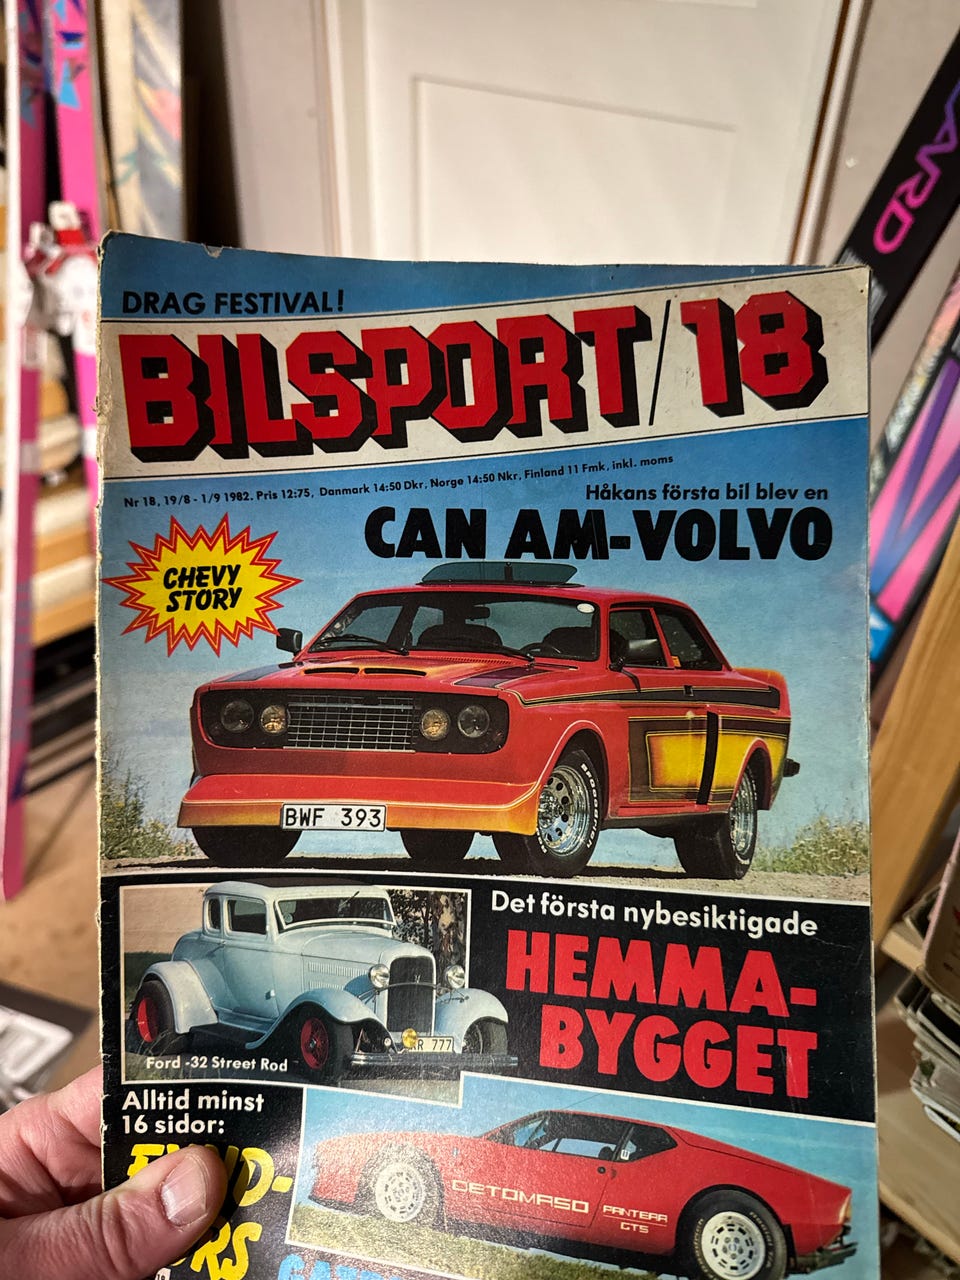 DRAG FESTIVAL!
BILSPORT/18
Nr 18, 19/8 - 1/9 1982. Pris 12:75, Danmark 14:50 Dkr, Norge 14:50 Nkr, Finland 11 Fmk, inkl. moms
Håkans första bil blev en
CAN AM-VOLVO
CHEVY
STORY
BWF 393
Det första nybesiktigade
HEMMA-
BYGGET
777
Ford -32 Street Rod
Alltid minst
16 sidor:
DETOMASO
PANTERA
GTS